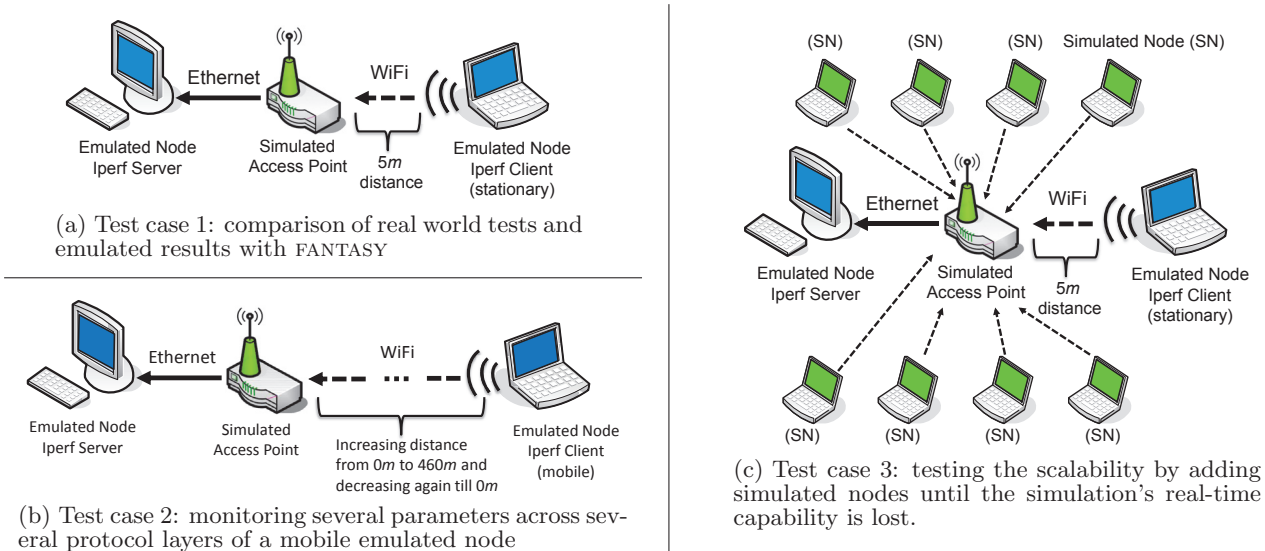 Ethernet
WiFi
Emulated Node
Iperf Server
Simulated
Access Point
5m
distance
Emulated Node
Iperf Client
(stationary)
(a) Test case 1: comparison of real world tests and
emulated results with FANTASY
Ethernet
WiFi
Emulated Node
Iperf Server
Simulated
Access Point
Increasing distance
from 0m to 460m and
decreasing again till 0m
Emulated Node
Iperf Client
(mobile)
(b) Test case 2: monitoring several parameters across sev-
eral protocol layers of a mobile emulated node
(SN)
(SN)
(SN)
Simulated Node (SN)
Ethernet
WiFi
Emulated Node
Iperf Server
Simulated
Access Point
5m
distance
Emulated Node
Iperf Client
(stationary)
(SN)
(SN)
(SN)
(SN)
(c) Test case 3: testing the scalability by adding
simulated nodes until the simulation's real-time
capability is lost.